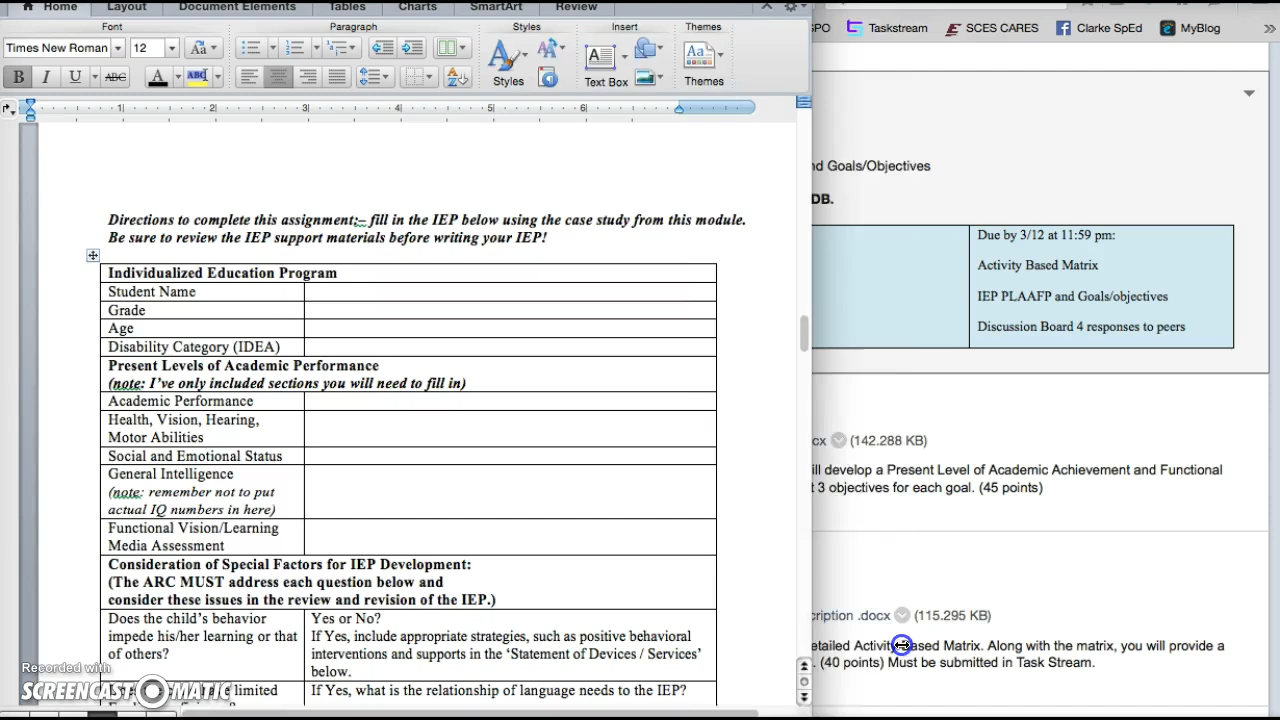 Home Layout Document Elements Tables Charts SmartArt Review
Font Paragraph Styles Insert Themes
Times New Roman 12 Aa
B I U ABC A ABC
Styles Text Box Themes
SPO Taskstream SCES CARES Clarke SpEd MyBlog
1 2 3 4 5 6
Directions to complete this assignment;– fill in the IEP below using the case study from this module.
Be sure to review the IEP support materials before writing your IEP!
Individualized Education Program
Student Name
Grade
Age
Disability Category (IDEA)
Present Levels of Academic Performance
(note: I've only included sections you will need to fill in)
Academic Performance
Health, Vision, Hearing,
Motor Abilities
Social and Emotional Status
General Intelligence
(note: remember not to put
actual IQ numbers in here)
Functional Vision/Learning
Media Assessment
Consideration of Special Factors for IEP Development:
(The ARC MUST address each question below and
consider these issues in the review and revision of the IEP.)
Does the child's behavior
impede his/her learning or that
of others?
Yes or No?
If Yes, include appropriate strategies, such as positive behavioral
interventions and supports in the 'Statement of Devices / Services'
below.
limited
If Yes, what is the relationship of language needs to the IEP?
nd Goals/Objectives
DB.
Due by 3/12 at 11:59 pm:
Activity Based Matrix
IEP PLAAFP and Goals/objectives
Discussion Board 4 responses to peers
cx (142.288 KB)
ill develop a Present Level of Academic Achievement and Functional
t 3 objectives for each goal. (45 points)
cription .docx (115.295 KB)
etailed Activity Based Matrix. Along with the matrix, you will provide a
. (40 points) Must be submitted in Task Stream.
Recorded with
SCREENCAST-O-MATIC